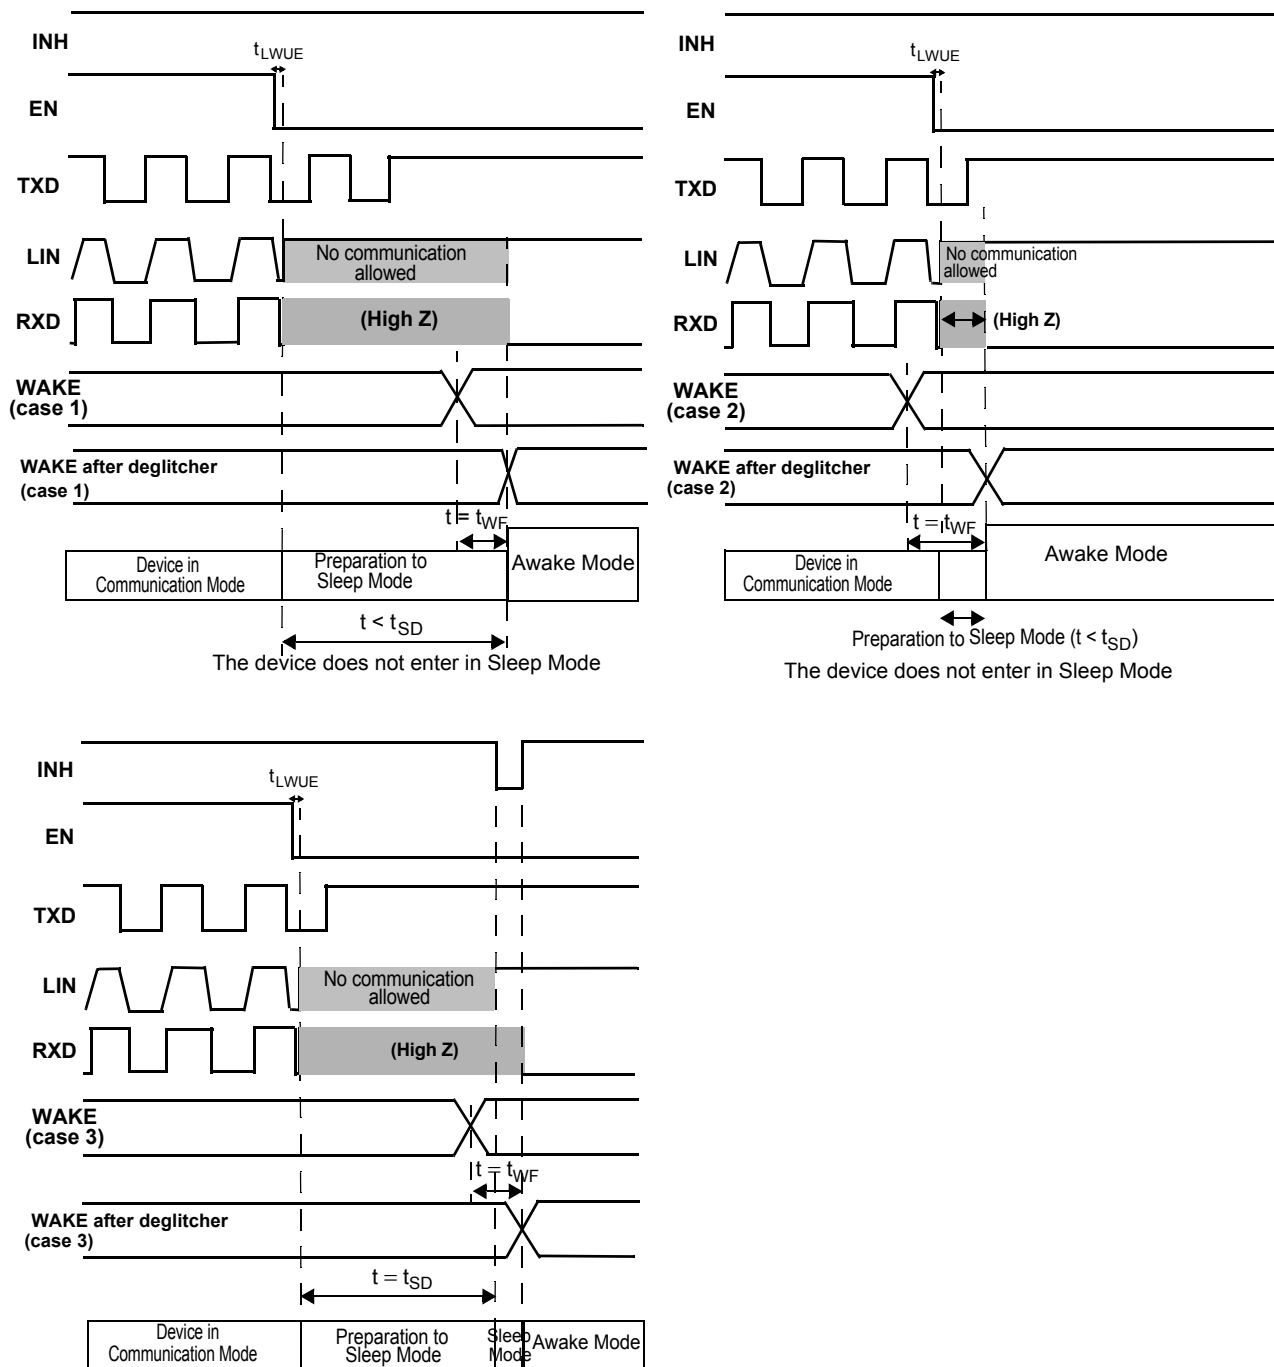 INH
tLWUE
EN
TXD
LIN
No communication
allowed
RXD
(High Z)
WAKE
(case 1)
WAKE after deglitcher
(case 1)
t = tWF
Device in
Communication Mode
Preparation to
Sleep Mode
Awake Mode
t < tSD
The device does not enter in Sleep Mode
INH
tLWUE
EN
TXD
LIN
No communication
allowed
RXD
(High Z)
WAKE
(case 2)
WAKE after deglitcher
(case 2)
t = tWF
Device in
Communication Mode
Awake Mode
Preparation to Sleep Mode (t < tSD)
The device does not enter in Sleep Mode
INH
tLWUE
EN
TXD
LIN
No communication
allowed
RXD
(High Z)
WAKE
(case 3)
t = tWF
WAKE after deglitcher
(case 3)
t = tSD
Device in
Communication Mode
Preparation to
Sleep Mode
Sleep
Mode
Awake Mode